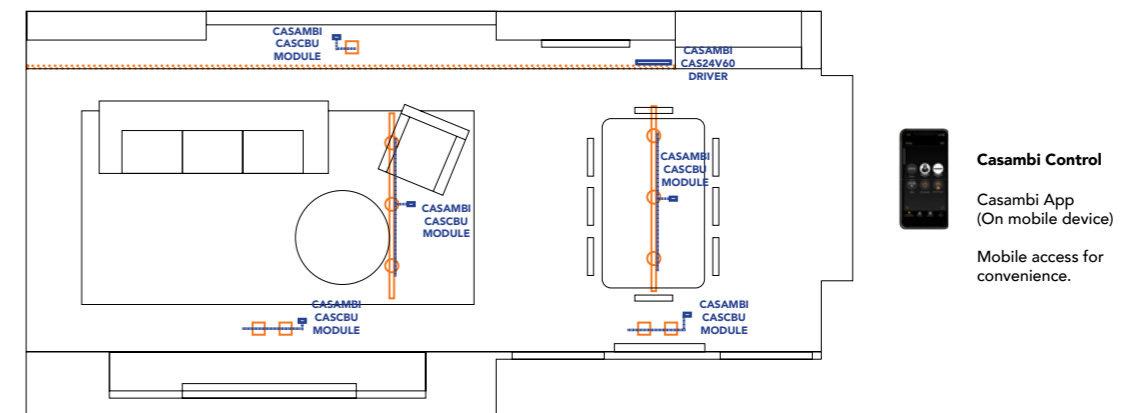 CASAMBI
CASCBU
MODULE
CASAMBI
CAS24V60
DRIVER
CASAMBI
CASCBU
MODULE
CASAMBI
CASCBU
MODULE
CASAMBI
CASCBU
MODULE
CASAMBI
CASCBU
MODULE
Casambi Control
Casambi App
(On mobile device)
Mobile access for
convenience.